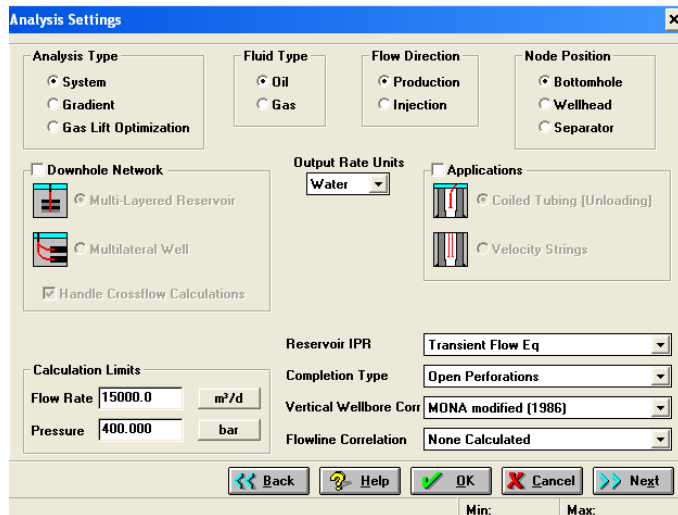 Analysis Settings
Analysis Type
System
Gradient
Gas Lift Optimization
Fluid Type
Oil
Gas
Flow Direction
Production
Injection
Node Position
Bottomhole
Wellhead
Separator
Downhole Network
Multi-Layered Reservoir
Multilateral Well
Handle Crossflow Calculations
Output Rate Units
Water
Applications
Coiled Tubing [Unloading]
Velocity Strings
Calculation Limits
Flow Rate 15000.0 m³/d
Pressure 400.000 bar
Reservoir IPR Transient Flow Eq
Completion Type Open Perforations
Vertical Wellbore Corr MONA modified (1986)
Flowline Correlation None Calculated
Back Help OK Cancel Next
Min: Max: